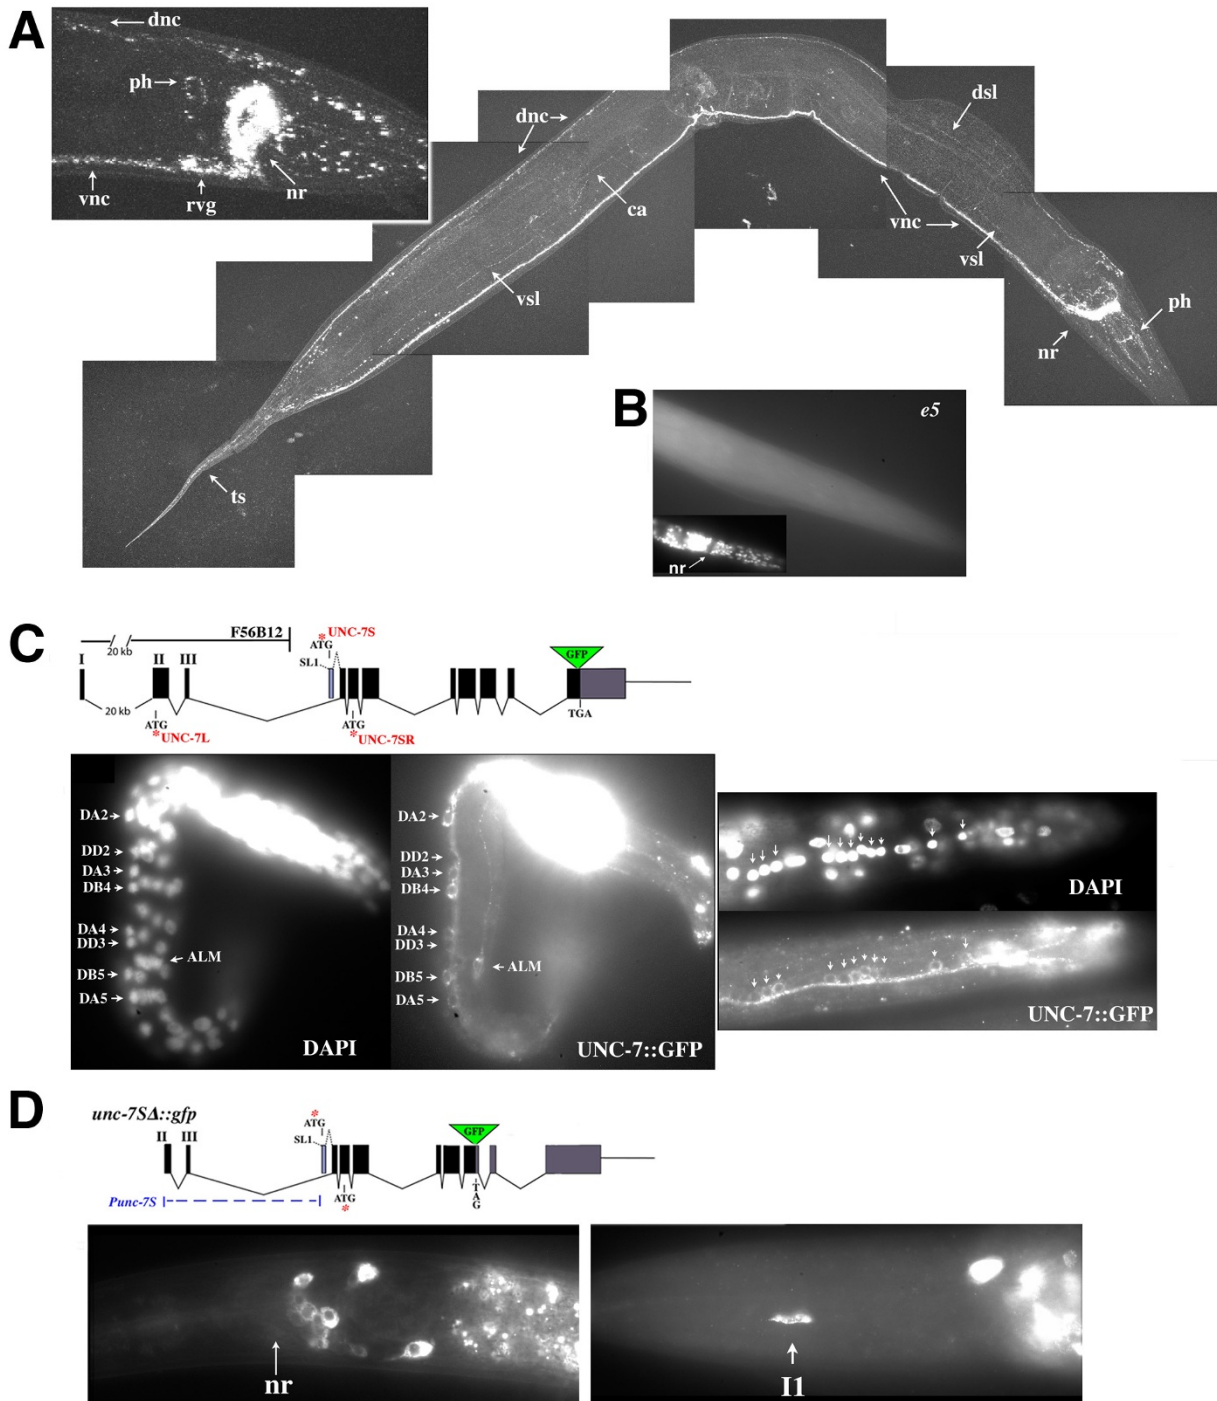 A
dnc
ph
vnc
rvg
nr
dnc
ca
vsl
ts
dsl
vnc
vsl
nr
ph
B
e5
nr
C
F56B12
20 kb
I
II
III
20 kb
ATG
*UNC-7L
SL1
ATG
*UNC-7S
ATG
*UNC-7SR
GFP
TGA
DA2
DD2
DA3
DB4
DA4
DD3
DB5
DA5
ALM
DAPI
DA2
DD2
DA3
DB4
DA4
DD3
DB5
DA5
ALM
UNC-7::GFP
DAPI
UNC-7::GFP
D
unc-7SΔ::gfp
II
III
SL1
ATG
*
ATG
*
GFP
TAG
Punc-7S
nr
I1